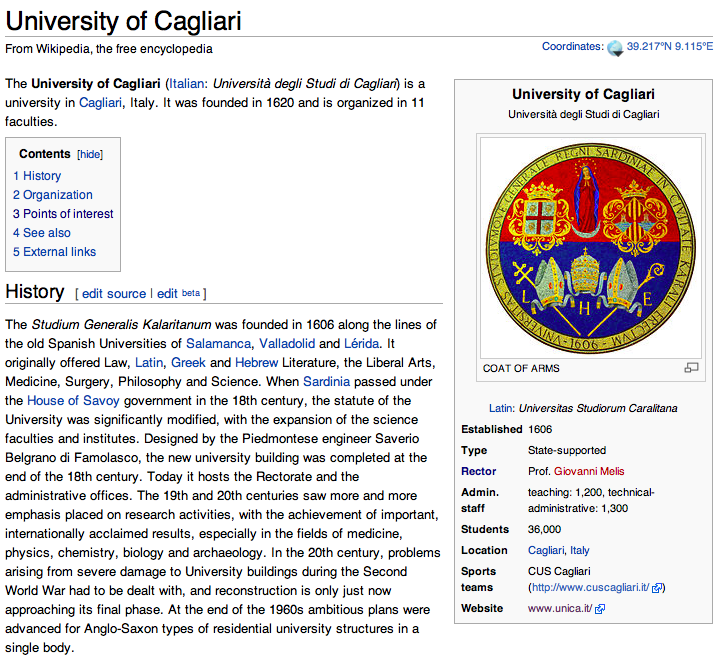 University of Cagliari
From Wikipedia, the free encyclopedia
Coordinates: 39.217°N 9.115°E
The University of Cagliari (Italian: Università degli Studi di Cagliari) is a
university in Cagliari, Italy. It was founded in 1620 and is organized in 11
faculties.
Contents [hide]
1 History
2 Organization
3 Points of interest
4 See also
5 External links
History [ edit source | edit beta ]
The Studium Generalis Kalaritanum was founded in 1606 along the lines of
the old Spanish Universities of Salamanca, Valladolid and Lérida. It
originally offered Law, Latin, Greek and Hebrew Literature, the Liberal Arts,
Medicine, Surgery, Philosophy and Science. When Sardinia passed under
the House of Savoy government in the 18th century, the statute of the
University was significantly modified, with the expansion of the science
faculties and institutes. Designed by the Piedmontese engineer Saverio
Belgrano di Famolasco, the new university building was completed at the
end of the 18th century. Today it hosts the Rectorate and the
administrative offices. The 19th and 20th centuries saw more and more
emphasis placed on research activities, with the achievement of important,
internationally acclaimed results, especially in the fields of medicine,
physics, chemistry, biology and archaeology. In the 20th century, problems
arising from severe damage to University buildings during the Second
World War had to be dealt with, and reconstruction is only just now
approaching its final phase. At the end of the 1960s ambitious plans were
advanced for Anglo-Saxon types of residential university structures in a
single body.
University of Cagliari
Università degli Studi di Cagliari
GENERALE REGNI SARDINIAE IN CIVITATE
UNIV
1606
L H E
COAT OF ARMS
Latin: Universitas Studiorum Caralitana
Established 1606
Type State-supported
Rector Prof. Giovanni Melis
Admin. teaching: 1,200, technical-
staff administrative: 1,300
Students 36,000
Location Cagliari, Italy
Sports CUS Cagliari
teams (http://www.cuscagliari.it/)
Website www.unica.it/